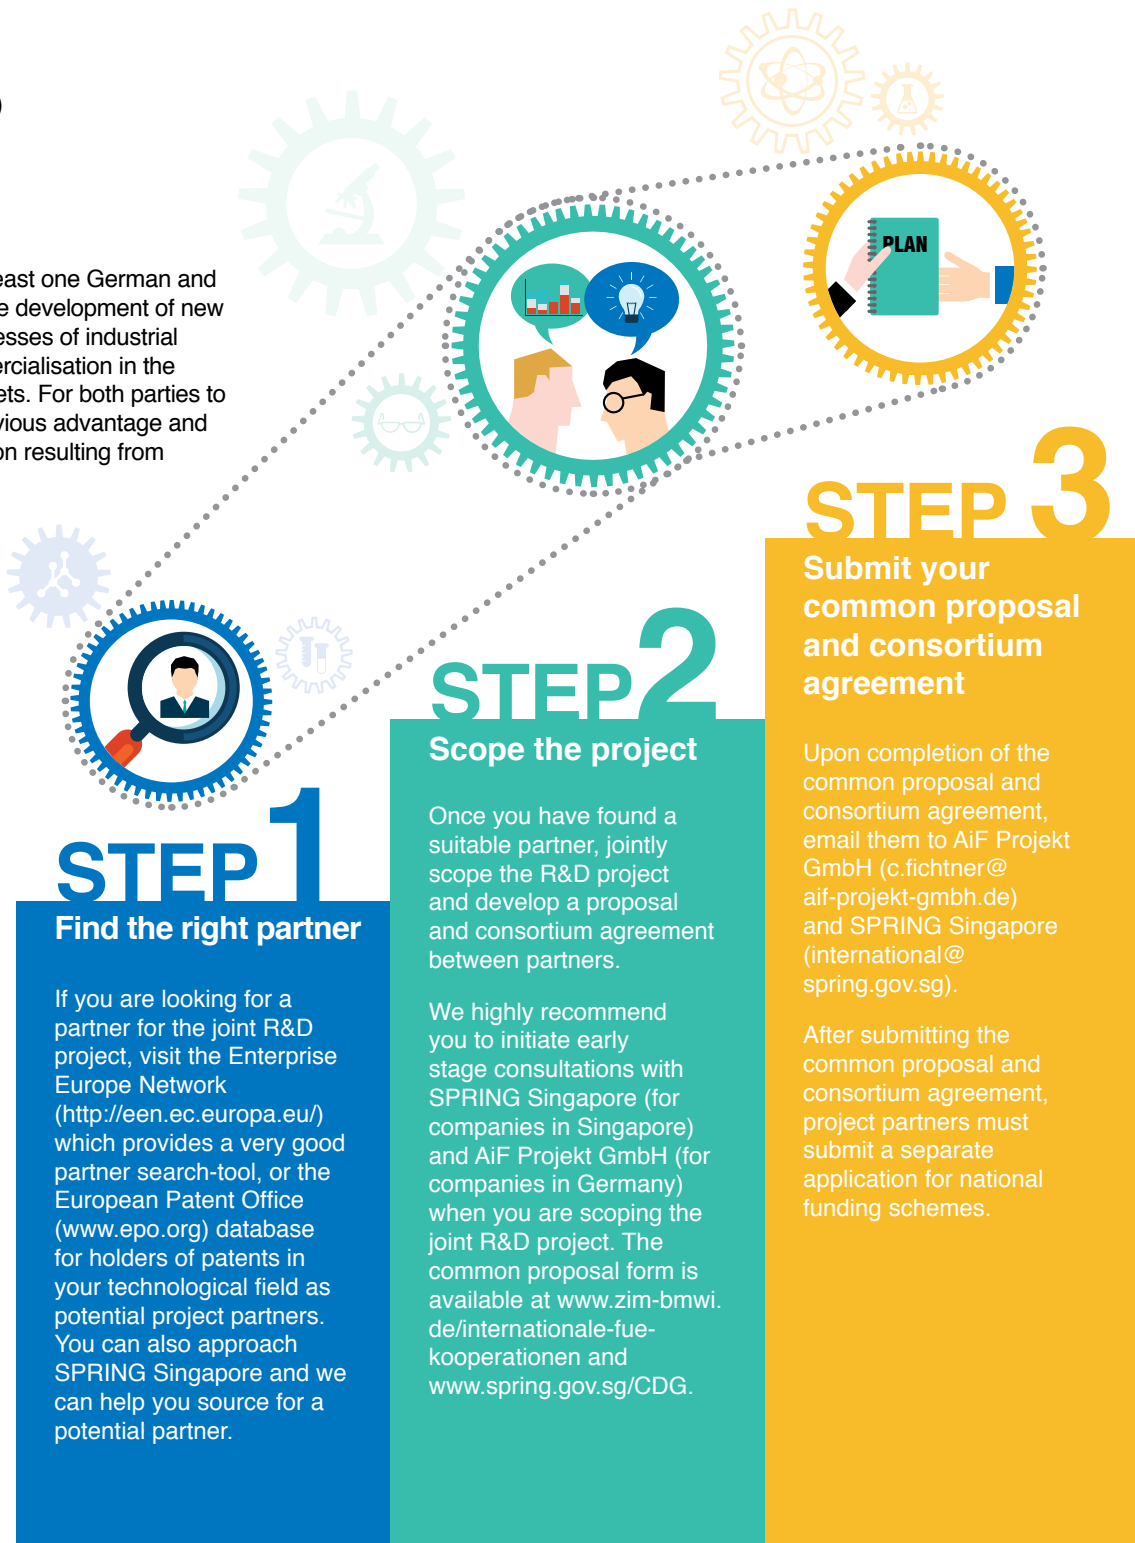 )
east one German and
e development of new
esses of industrial
ercialisation in the
ets. For both parties to
vious advantage and
on resulting from
PLAN
STEP 1
Find the right partner
If you are looking for a
partner for the joint R&D
project, visit the Enterprise
Europe Network
(http://een.ec.europa.eu/)
which provides a very good
partner search-tool, or the
European Patent Office
(www.epo.org) database
for holders of patents in
your technological field as
potential project partners.
You can also approach
SPRING Singapore and we
can help you source for a
potential partner.
STEP 2
Scope the project
Once you have found a
suitable partner, jointly
scope the R&D project
and develop a proposal
and consortium agreement
between partners.
We highly recommend
you to initiate early
stage consultations with
SPRING Singapore (for
companies in Singapore)
and AiF Projekt GmbH (for
companies in Germany)
when you are scoping the
joint R&D project. The
common proposal form is
available at www.zim-bmwi.
de/internationale-fue-
kooperationen and
www.spring.gov.sg/CDG.
STEP 3
Submit your
common proposal
and consortium
agreement
Upon completion of the
common proposal and
consortium agreement,
email them to AiF Projekt
GmbH (c.fichtner@
aif-projekt-gmbh.de)
and SPRING Singapore
(international@
spring.gov.sg).
After submitting the
common proposal and
consortium agreement,
project partners must
submit a separate
application for national
funding schemes.